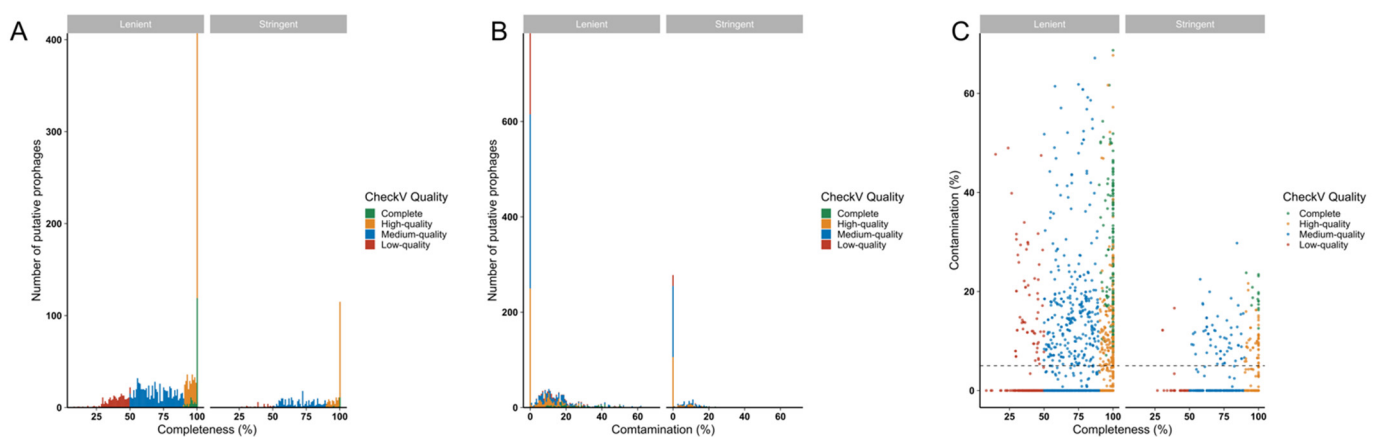 A
Lenient
Stringent
400
300
200
100
0
Number of putative prophages
25
50
75
100
25
50
75
100
Completeness (%)
CheckV Quality
Complete
High-quality
Medium-quality
Low-quality
B
Lenient
Stringent
600
400
200
0
Number of putative prophages
0
20
40
60
0
20
40
60
Comtamination (%)
CheckV Quality
Complete
High-quality
Medium-quality
Low-quality
C
Lenient
Stringent
60
40
20
0
Contamination (%)
25
50
75
100
25
50
75
100
Completeness (%)
CheckV Quality
Complete
High-quality
Medium-quality
Low-quality